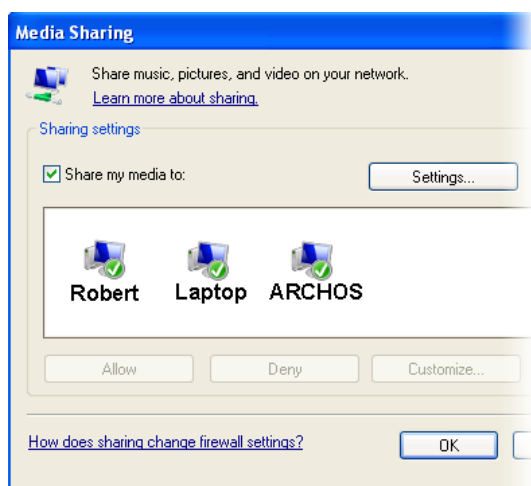 Media Sharing
Share music, pictures, and video on your network.
Learn more about sharing.
Sharing settings
Share my media to:
Settings...
Robert Laptop ARCHOS
Allow Deny Customize...
How does sharing change firewall settings?
OK